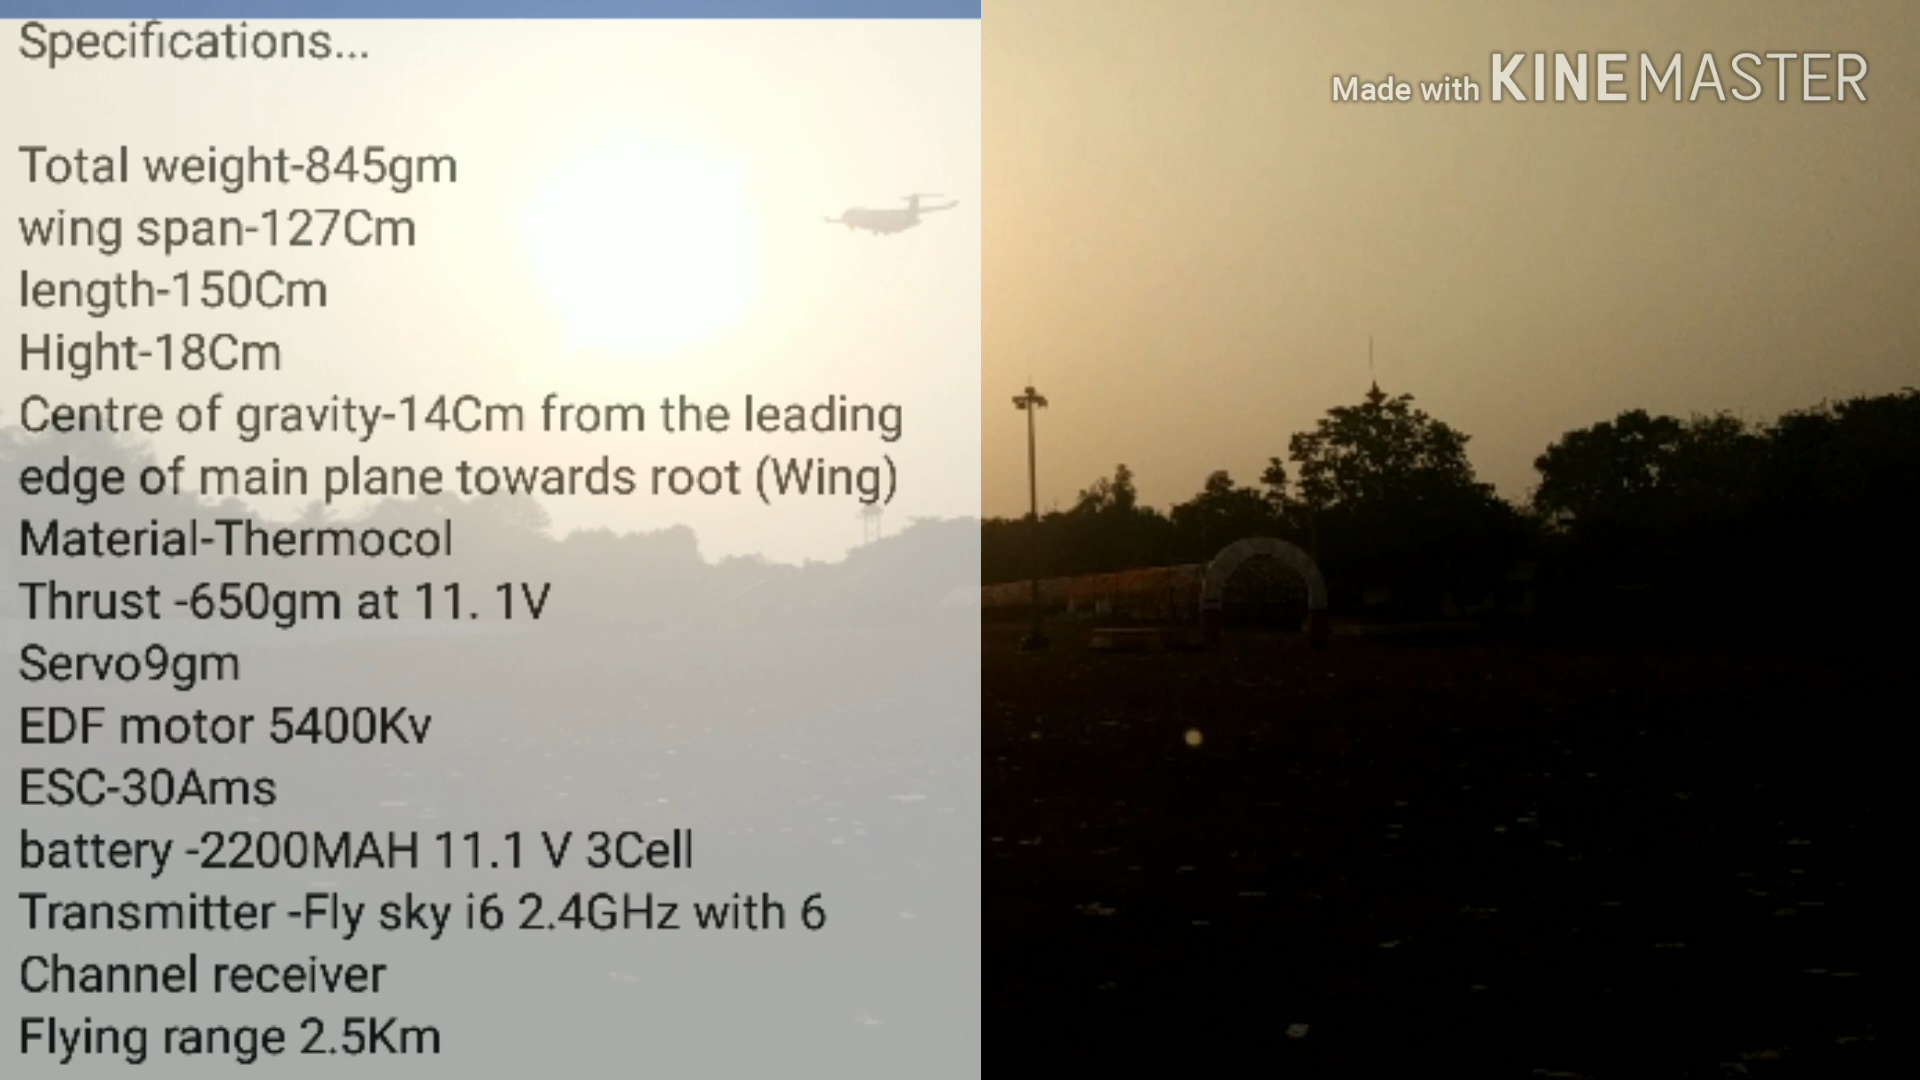 Specifications...
Made with KINEMASTER
Total weight-845gm
wing span-127Cm
length-150Cm
Hight-18Cm
Centre of gravity-14Cm from the leading
edge of main plane towards root (Wing)
Material-Thermocol
Thrust -650gm at 11. 1V
Servo9gm
EDF motor 5400Kv
ESC-30Ams
battery -2200MAH 11.1 V 3Cell
Transmitter -Fly sky i6 2.4GHz with 6
Channel receiver
Flying range 2.5Km